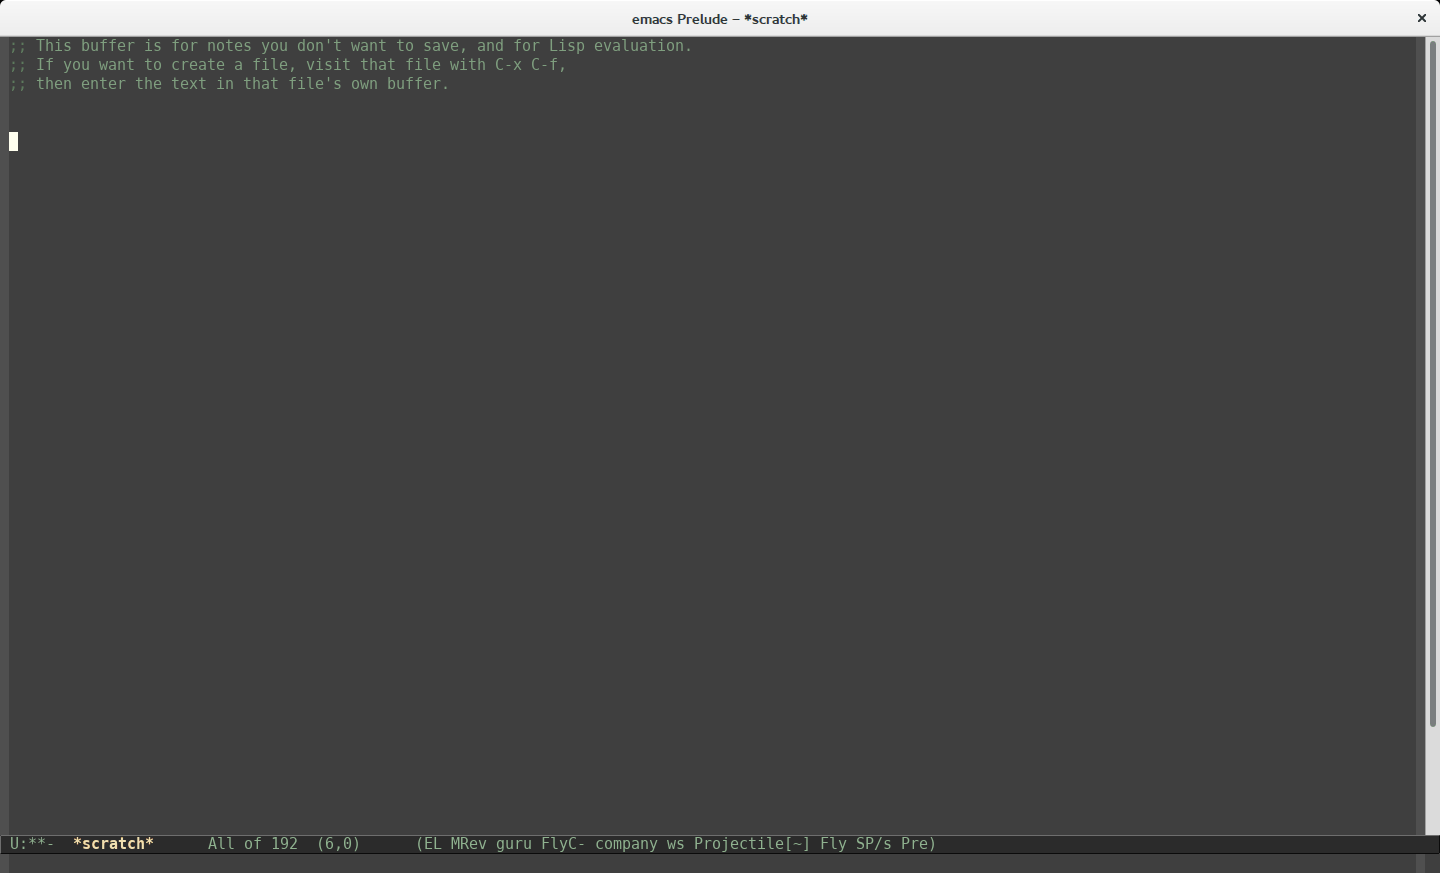 emacs Prelude – *scratch*
;; This buffer is for notes you don't want to save, and for Lisp evaluation.
;; If you want to create a file, visit that file with C-x C-f,
;; then enter the text in that file's own buffer.
U:**-  *scratch*      All of 192  (6,0)      (EL MRev guru FlyC- company ws Projectile[~] Fly SP/s Pre)